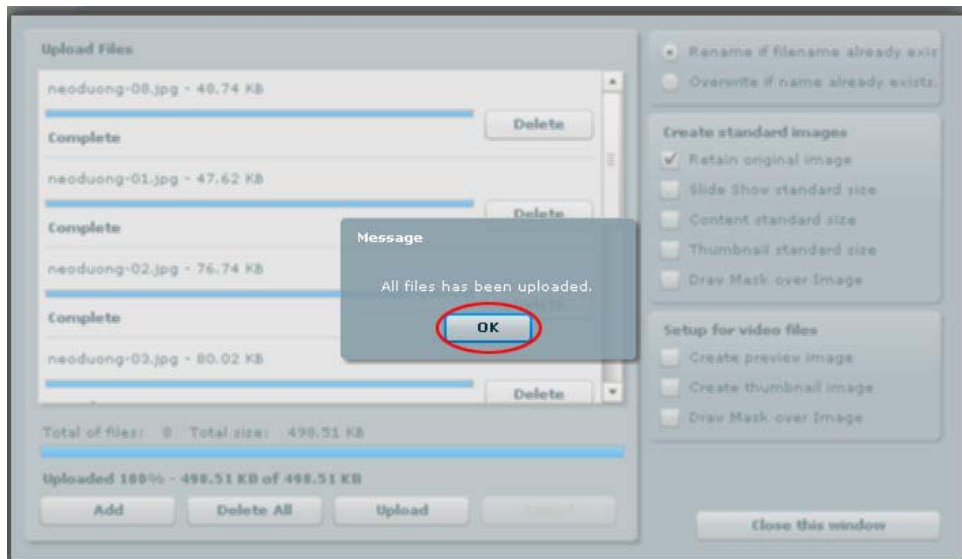 Upload Files
neoduong-08.jpg - 48.74 KB
Delete
Complete
neoduong-01.jpg - 47.62 KB
Delete
Complete
neoduong-02.jpg - 76.74 KB
Delete
Complete
neoduong-03.jpg - 80.02 KB
Delete
Total of files: 0 Total size: 498.51 KB
Uploaded 100% - 498.51 KB of 498.51 KB
Add
Delete All
Upload
Message
All files has been uploaded.
OK
Rename if filename already exis
Overwrite if name already exists.
Create standard images
Retain original image
Slide Show standard size
Content standard size
Thumbnail standard size
Drav Mask over Image
Setup for video files
Create preview image
Create thumbnail image
Drav Mask over Image
Close this window